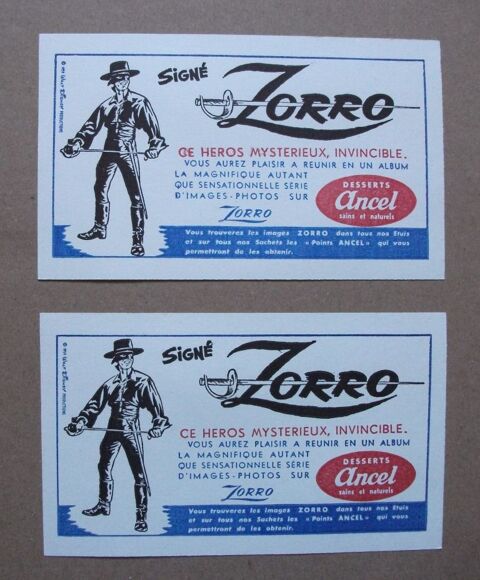 SIGNÉ
ZORRO
CE HEROS MYSTERIEUX, INVINCIBLE.
VOUS AUREZ PLAISIR A REUNIR EN UN ALBUM
LA MAGNIFIQUE AUTANT
QUE SENSATIONNELLE SÉRIE
D'IMAGES-PHOTOS SUR
ZORRO
DESSERTS
Ancel
sains et naturels
Vous trouverez les images ZORRO dans tous nos Etuis
et sur tous nos Sachets les « Points ANCEL » qui vous
permettront de les obtenir.
SIGNÉ
ZORRO
CE HEROS MYSTERIEUX, INVINCIBLE.
VOUS AUREZ PLAISIR A REUNIR EN UN ALBUM
LA MAGNIFIQUE AUTANT
QUE SENSATIONNELLE SÉRIE
D'IMAGES-PHOTOS SUR
ZORRO
DESSERTS
Ancel
sains et naturels
Vous trouverez les images ZORRO dans tous nos Etuis
et sur tous nos Sachets les « Points ANCEL » qui vous
permettront de les obtenir.